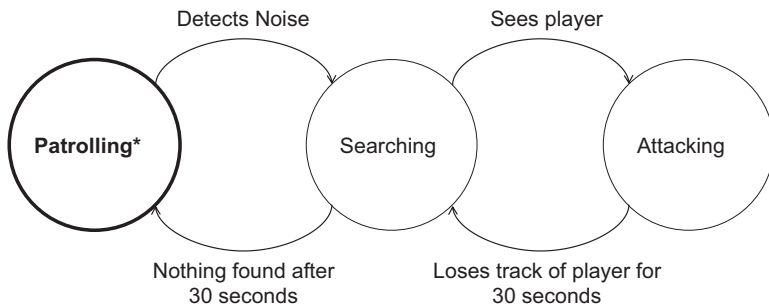 Detects Noise
Sees player
Patrolling*
Searching
Attacking
Nothing found after
30 seconds
Loses track of player for
30 seconds